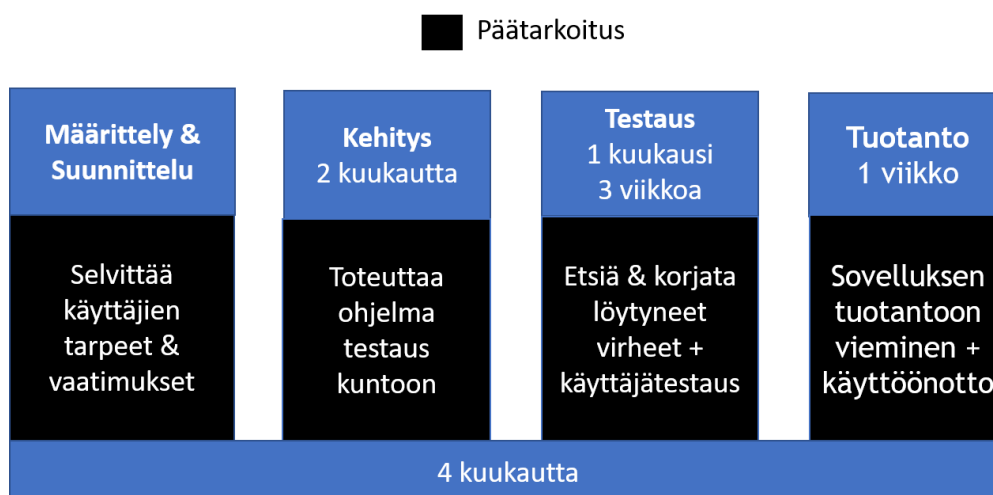 Päätarkoitus
Määrittely &
Suunnittelu
Selvittää
käyttäjien
tarpeet &
vaatimukset
Kehitys
2 kuukautta
Toteuttaa
ohjelma
testaus
kuntoon
Testaus
1 kuukausi
3 viikkoa
Etsiä & korjata
löytyneet
virheet +
käyttäjätestaus
Tuotanto
1 viikko
Sovelluksen
tuotantoon
vieminen +
käyttöönotto
4 kuukautta